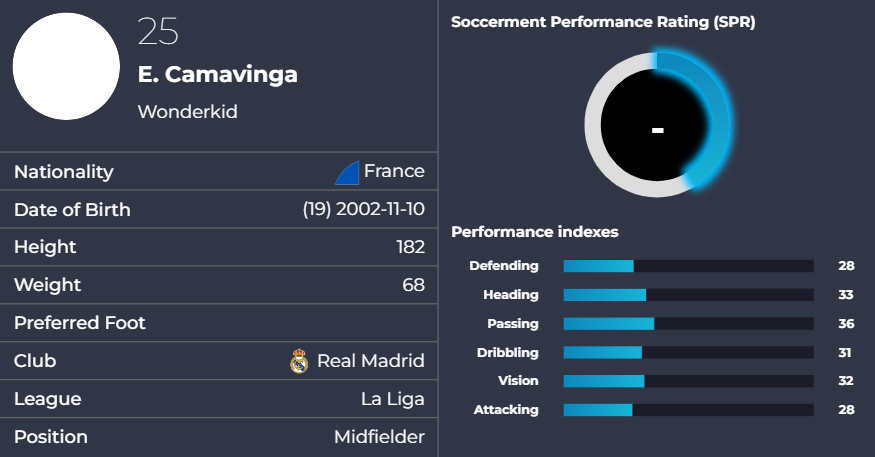 25
E. Camavinga
Wonderkid
Nationality France
Date of Birth (19) 2002-11-10
Height 182
Weight 68
Preferred Foot
Club Real Madrid
League La Liga
Position Midfielder
Soccerment Performance Rating (SPR)
-
Performance indexes
Defending 28
Heading 33
Passing 36
Dribbling 31
Vision 32
Attacking 28